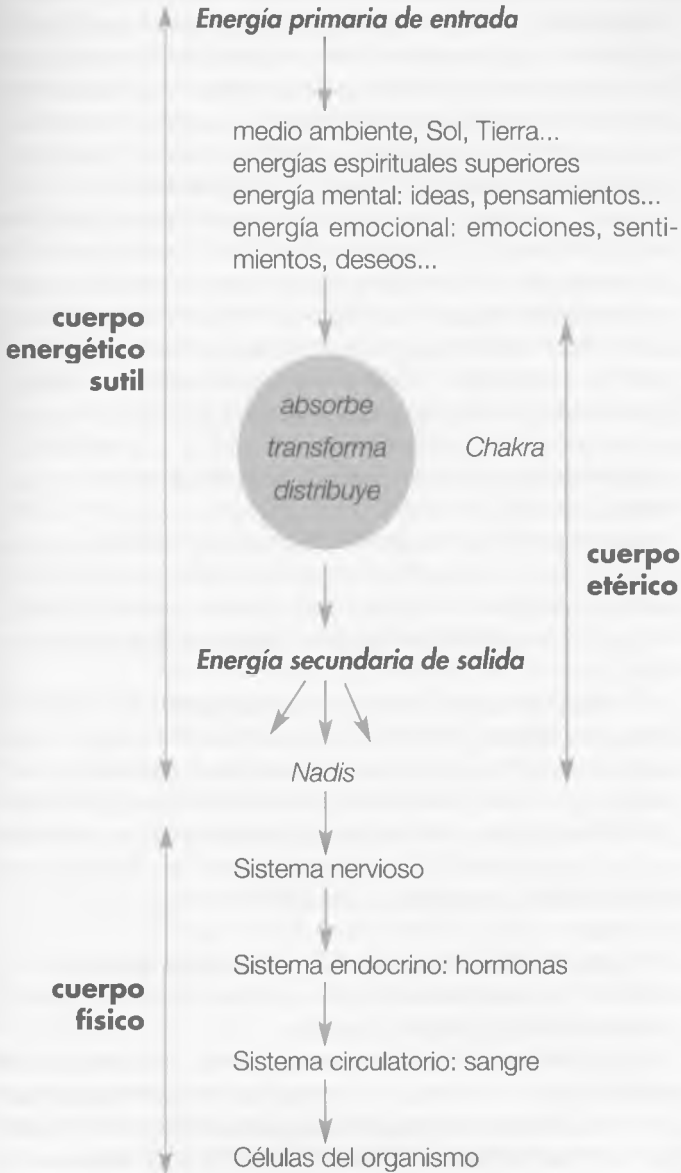 Energía primaria de entrada
medio ambiente, Sol, Tierra...
energías espirituales superiores
energía mental: ideas, pensamientos...
energía emocional: emociones, senti-
mientos, deseos...
cuerpo
energético
sutil
absorbe
transforma
distribuye
Chakra
cuerpo
etérico
Energía secundaria de salida
Nadis
Sistema nervioso
Sistema endocrino: hormonas
cuerpo
físico
Sistema circulatorio: sangre
Células del organismo